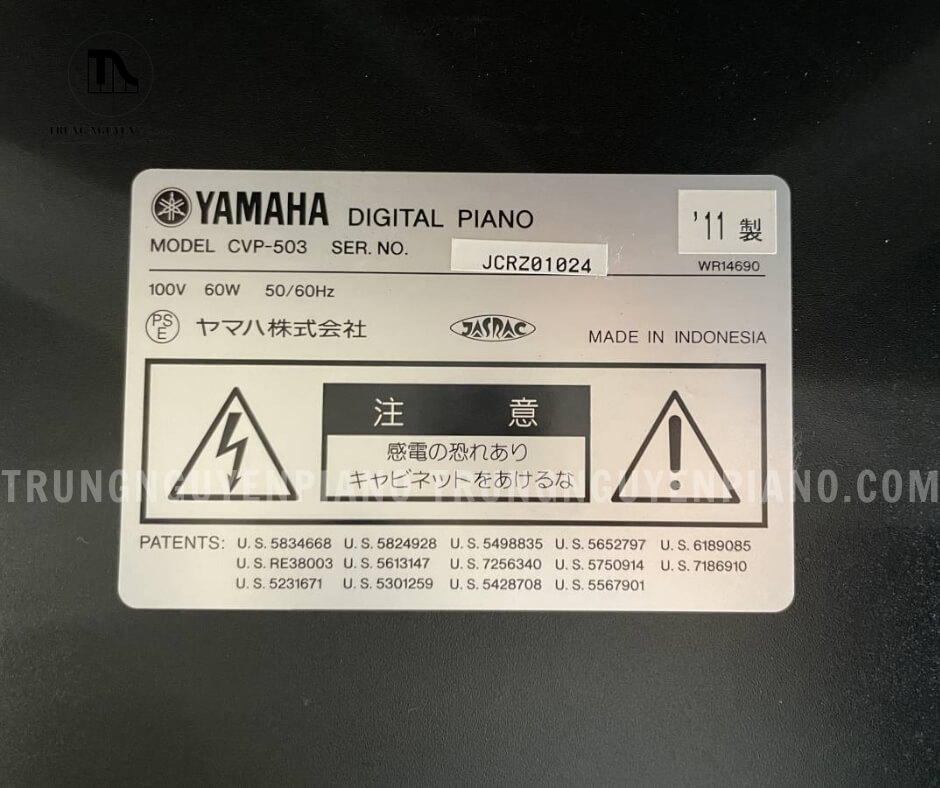 TRUNG NGUYEN
YAMAHA DIGITAL PIANO
'11 製
MODEL CVP-503 SER. NO. JCRZ01024
WR14690
100V 60W 50/60Hz
PSE ヤマハ株式会社 JASRAC MADE IN INDONESIA
注意
感電の恐れあり
キャビネットをあけるな
TRUNGNGUYENPIANO TRUNGNGUYENPIANO.COM
PATENTS: U.S. 5834668 U.S. 5824928 U.S. 5498835 U.S. 5652797 U.S. 6189085
U.S. RE38003 U.S. 5613147 U.S. 7256340 U.S. 5750914 U.S. 7186910
U.S. 5231671 U.S. 5301259 U.S. 5428708 U.S. 5567901